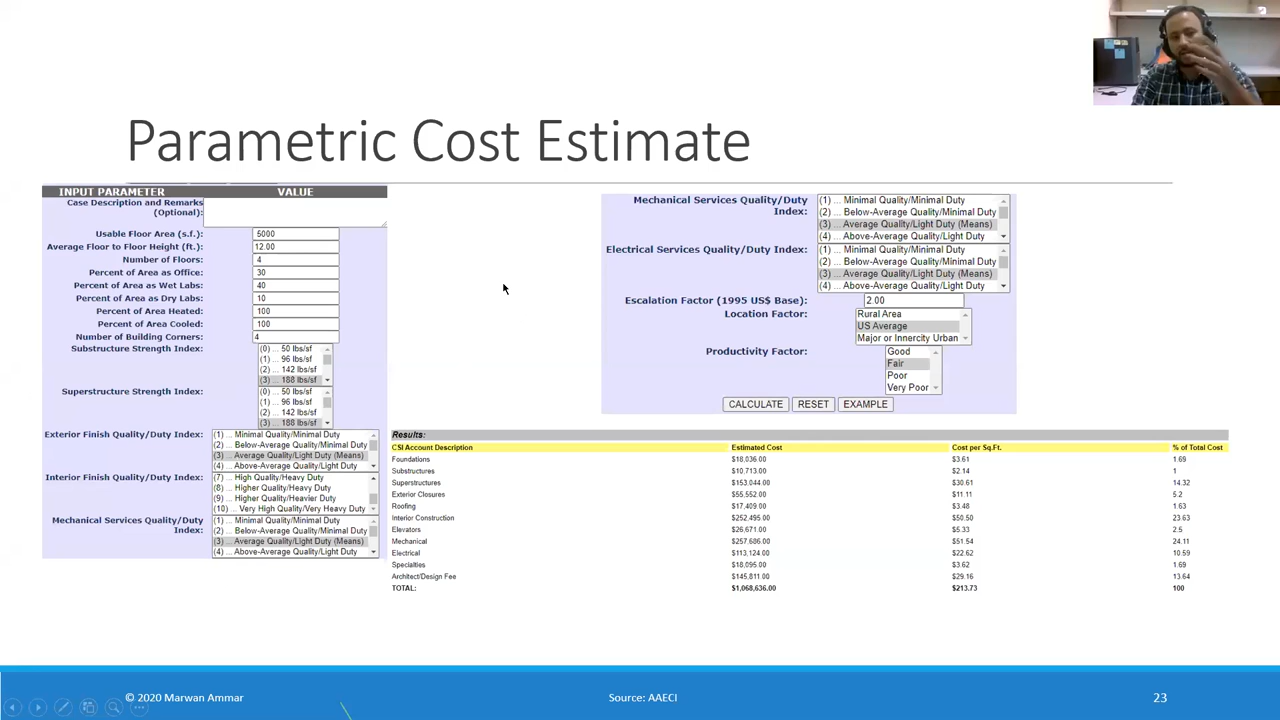 Parametric Cost Estimate
INPUT PARAMETER VALUE
Case Description and Remarks
(Optional):
Usable Floor Area (s.f.): 5000
Average Floor to Floor Height (ft.): 12.00
Number of Floors: 4
Percent of Area as Office: 30
Percent of Area as Wet Labs: 40
Percent of Area as Dry Labs: 10
Percent of Area Heated: 100
Percent of Area Cooled: 100
Number of Building Corners: 4
Substructure Strength Index: (0) ... 50 lbs/sf
(1) ... 96 lbs/sf
(2) ... 142 lbs/sf
(3) ... 188 lbs/sf
Superstructure Strength Index: (0) ... 50 lbs/sf
(1) ... 96 lbs/sf
(2) ... 142 lbs/sf
(3) ... 188 lbs/sf
Exterior Finish Quality/Duty Index: (1) ... Minimal Quality/Minimal Duty
(2) ... Below-Average Quality/Minimal Duty
(3) ... Average Quality/Light Duty (Means)
(4) ... Above-Average Quality/Light Duty
Interior Finish Quality/Duty Index: (7) ... High Quality/Heavy Duty
(8) ... Higher Quality/Heavy Duty
(9) ... Higher Quality/Heavier Duty
(10) ... Very High Quality/Very Heavy Duty
Mechanical Services Quality/Duty (1) ... Minimal Quality/Minimal Duty
Index: (2) ... Below-Average Quality/Minimal Duty
(3) ... Average Quality/Light Duty (Means)
(4) ... Above-Average Quality/Light Duty
Mechanical Services Quality/Duty (1) ... Minimal Quality/Minimal Duty
Index: (2) ... Below-Average Quality/Minimal Duty
(3) ... Average Quality/Light Duty (Means)
(4) ... Above-Average Quality/Light Duty
Electrical Services Quality/Duty Index: (1) ... Minimal Quality/Minimal Duty
(2) ... Below-Average Quality/Minimal Duty
(3) ... Average Quality/Light Duty (Means)
(4) ... Above-Average Quality/Light Duty
Escalation Factor (1995 US$ Base): 2.00
Location Factor: Rural Area
US Average
Major or Innercity Urban
Productivity Factor: Good
Fair
Poor
Very Poor
CALCULATE RESET EXAMPLE
Results:
CSI Account Description Estimated Cost Cost per Sq.Ft. % of Total Cost
Foundations $18,036.00 $3.61 1.69
Substructures $10,713.00 $2.14 1
Superstructures $153,044.00 $30.61 14.32
Exterior Closures $55,552.00 $11.11 5.2
Roofing $17,409.00 $3.48 1.63
Interior Construction $252,495.00 $50.50 23.63
Elevators $26,671.00 $5.33 2.5
Mechanical $257,686.00 $51.54 24.11
Electrical $113,124.00 $22.62 10.59
Specialties $18,095.00 $3.62 1.69
Architect/Design Fee $145,811.00 $29.16 13.64
TOTAL: $1,068,636.00 $213.73 100
© 2020 Marwan Ammar Source: AAECI 23